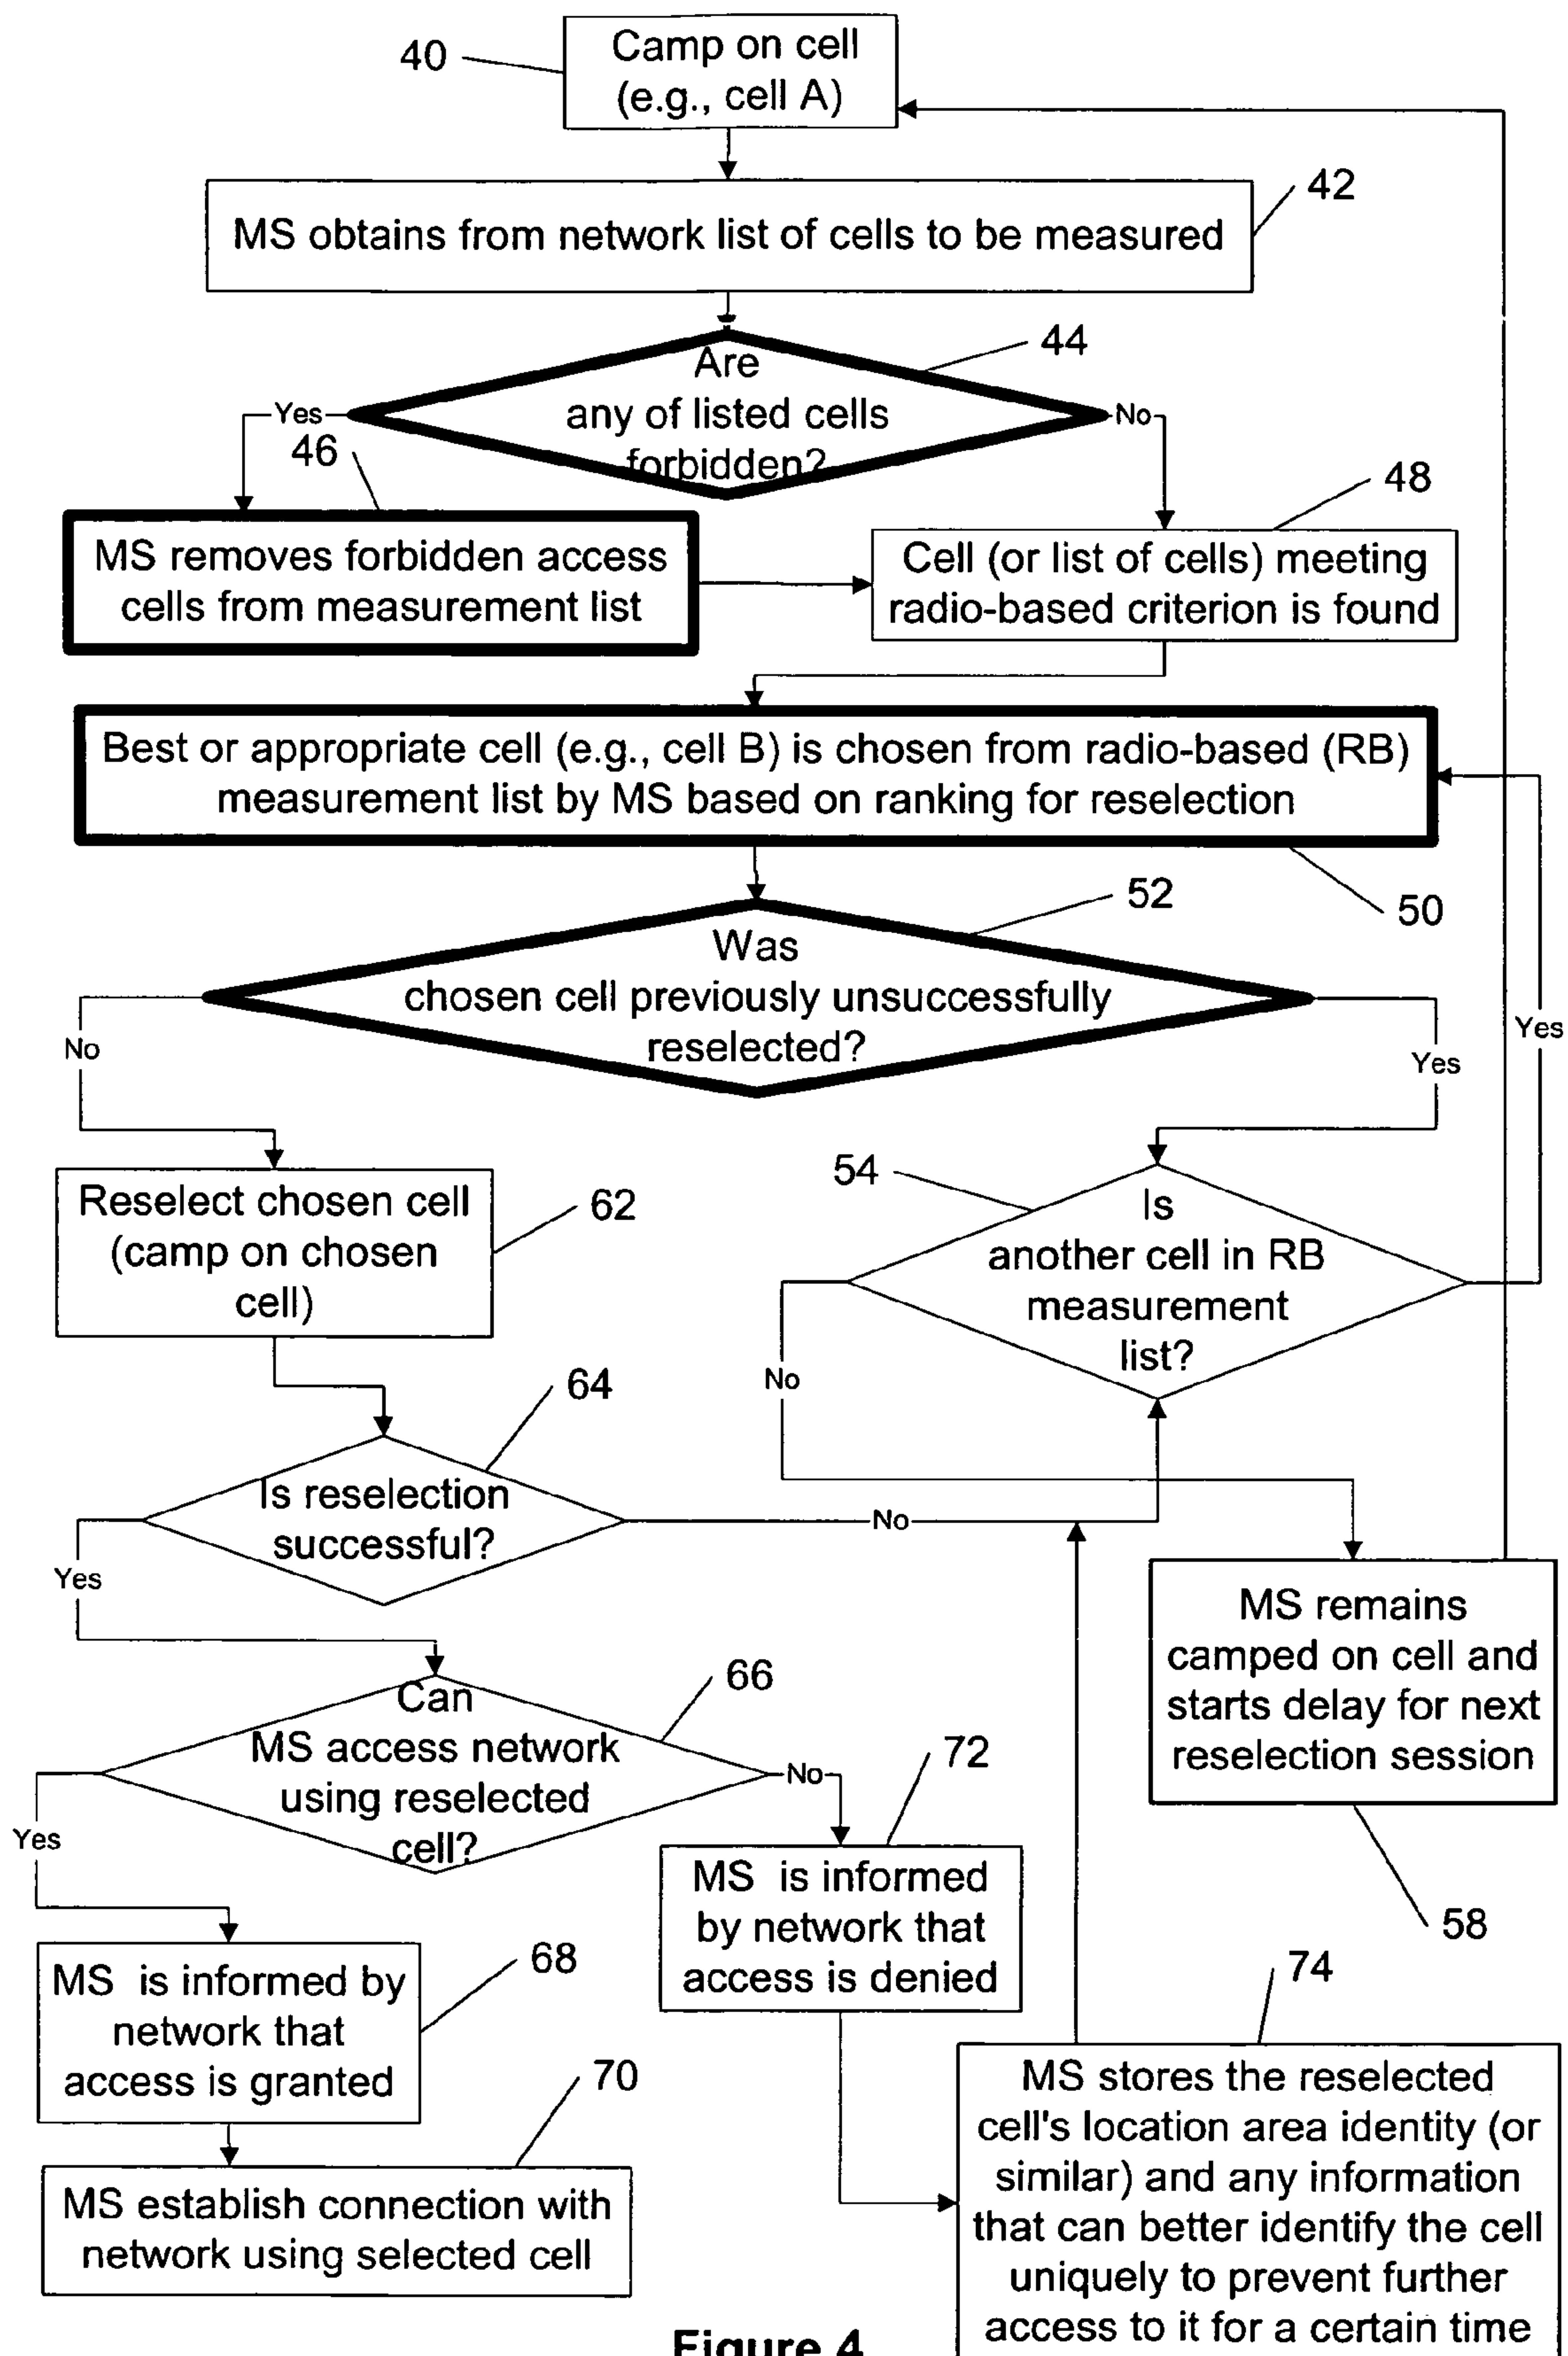 40
Camp on cell
(e.g., cell A)
42
MS obtains from network list of cells to be measured
44
Are
any of listed cells
forbidden?
Yes
No
46
48
MS removes forbidden access
cells from measurement list
Cell (or list of cells) meeting
radio-based criterion is found
Best or appropriate cell (e.g., cell B) is chosen from radio-based (RB)
measurement list by MS based on ranking for reselection
50
52
Was
chosen cell previously unsuccessfully
reselected?
No
Yes
Yes
54
Is
another cell in RB
measurement
list?
No
Reselect chosen cell
(camp on chosen
cell)
62
64
Is reselection
successful?
No
Yes
MS remains
camped on cell and
starts delay for next
reselection session
58
66
Can
MS access network
using reselected
cell?
No
Yes
72
MS is informed
by network that
access is denied
68
MS is informed by
network that
access is granted
70
MS establish connection with
network using selected cell
74
MS stores the reselected
cell's location area identity (or
similar) and any information
that can better identify the cell
uniquely to prevent further
access to it for a certain time
Figure 4